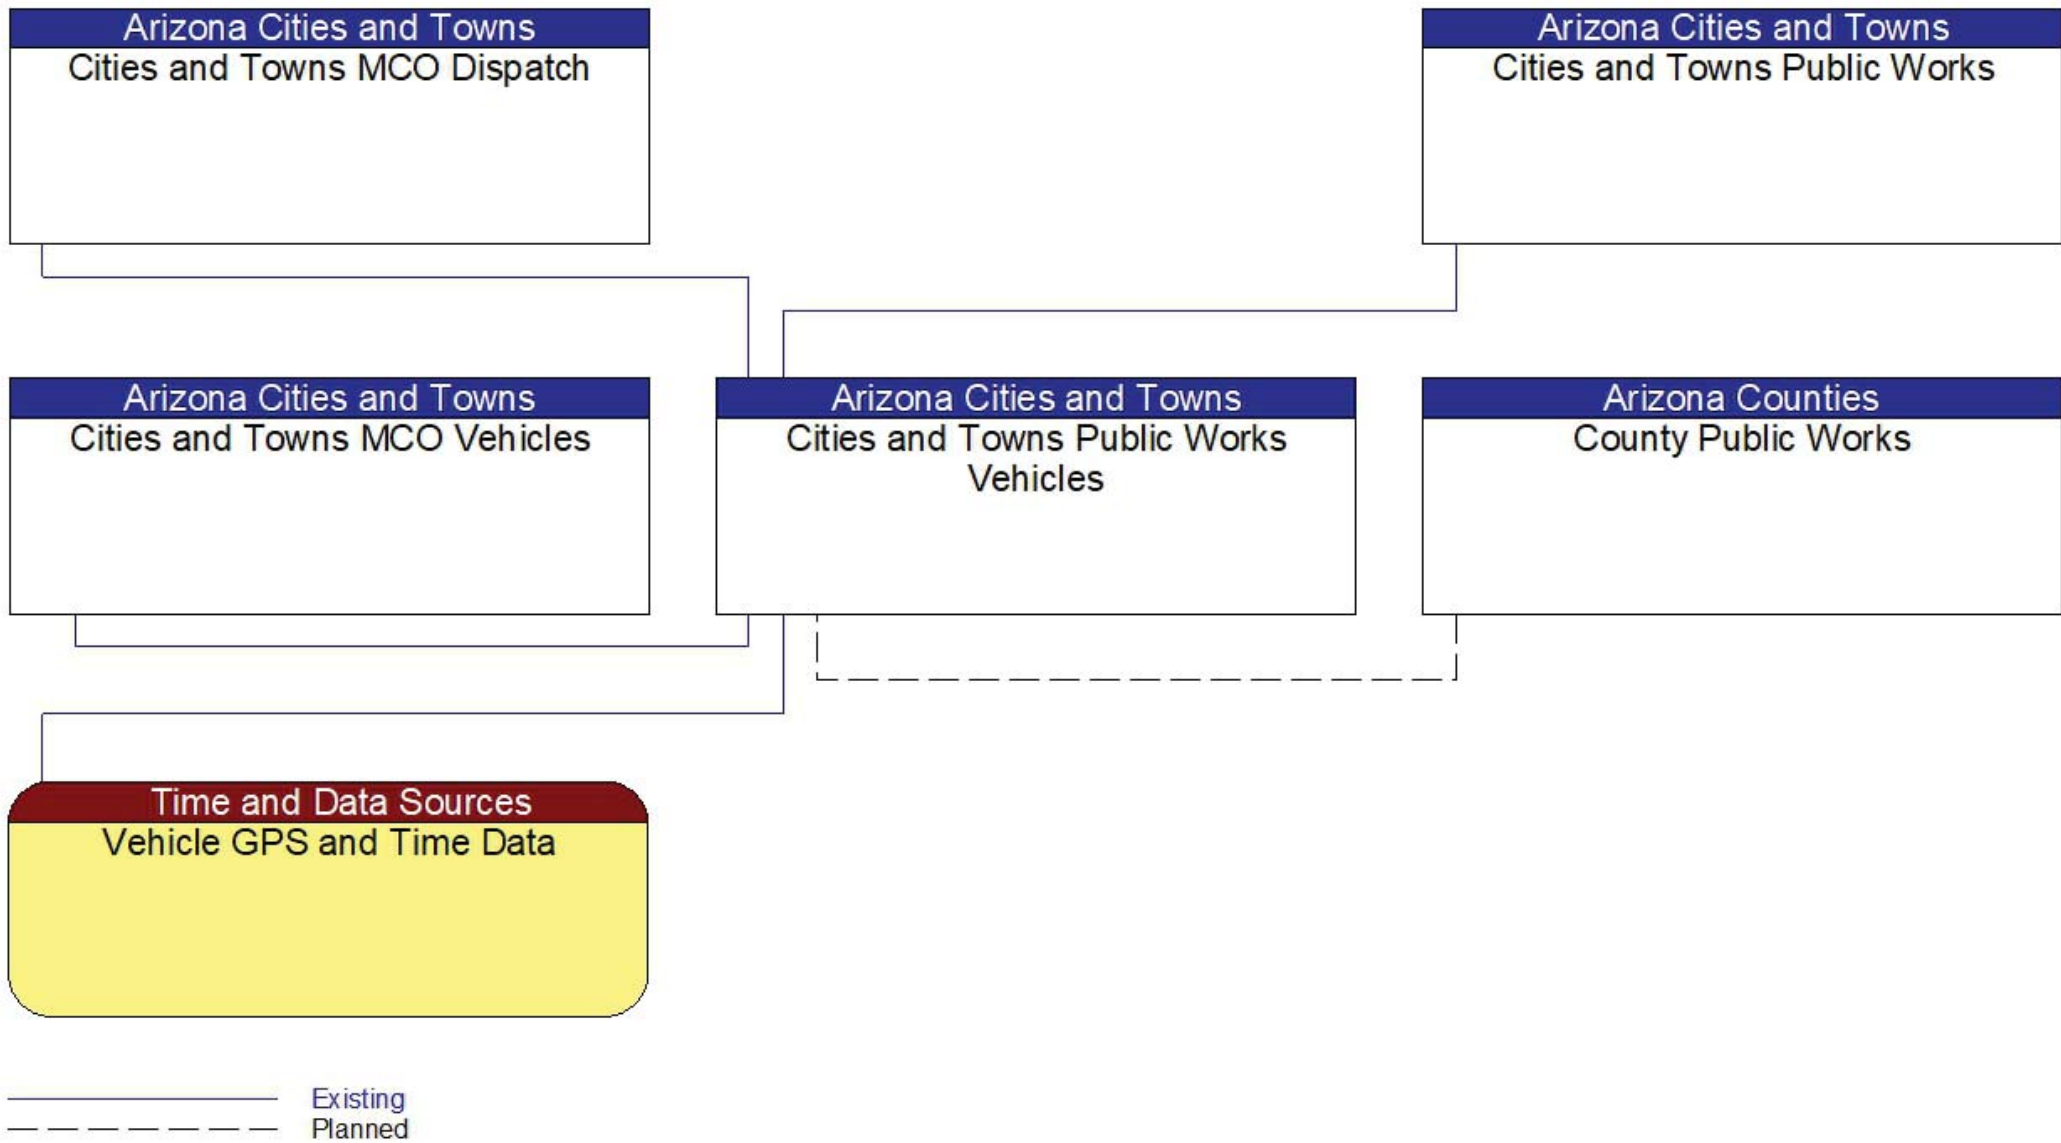 Arizona Cities and Towns
Cities and Towns MCO Dispatch
Arizona Cities and Towns
Cities and Towns Public Works
Arizona Cities and Towns
Cities and Towns MCO Vehicles
Arizona Cities and Towns
Cities and Towns Public Works
Vehicles
Arizona Counties
County Public Works
Time and Data Sources
Vehicle GPS and Time Data
Existing
Planned